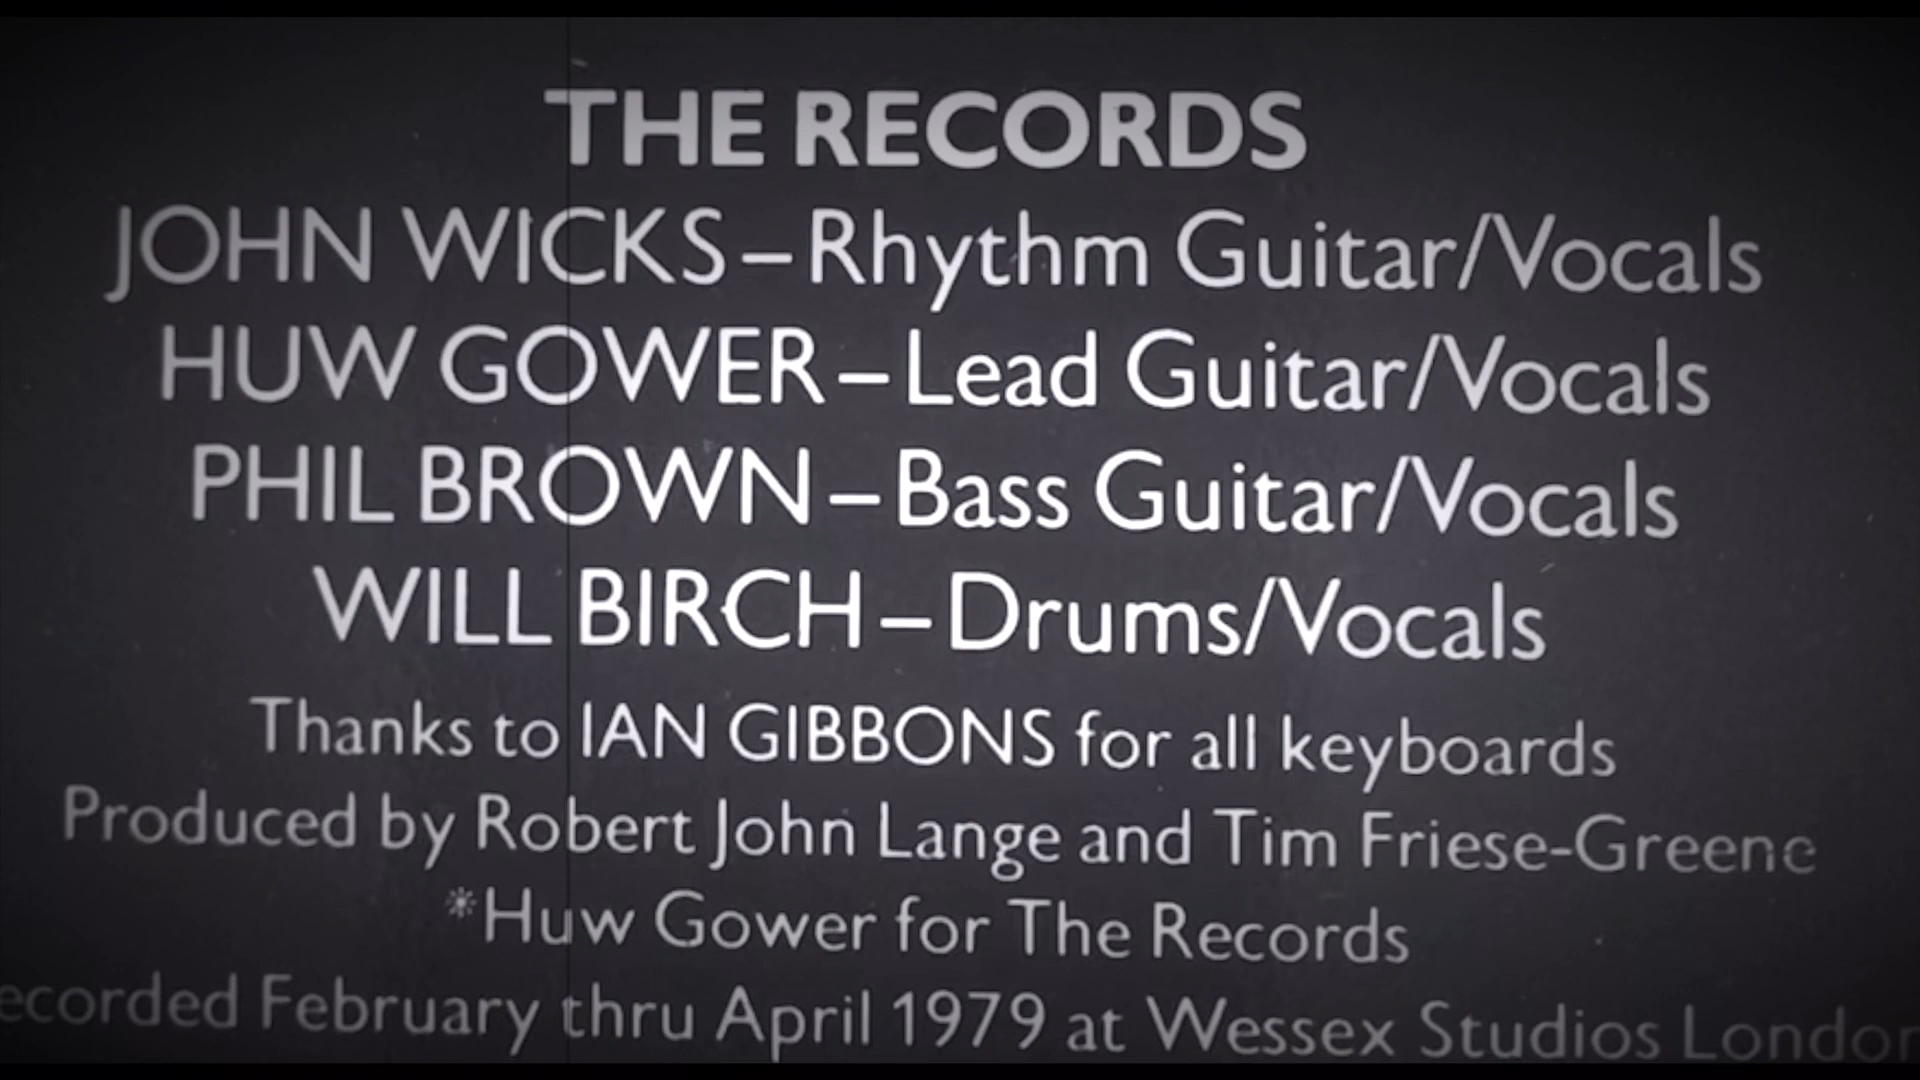 THE RECORDS
JOHN WICKS – Rhythm Guitar/Vocals
HUW GOWER – Lead Guitar/Vocals
PHIL BROWN – Bass Guitar/Vocals
WILL BIRCH – Drums/Vocals
Thanks to IAN GIBBONS for all keyboards
Produced by Robert John Lange and Tim Friese-Greene
*Huw Gower for The Records
ecorded February thru April 1979 at Wessex Studios London